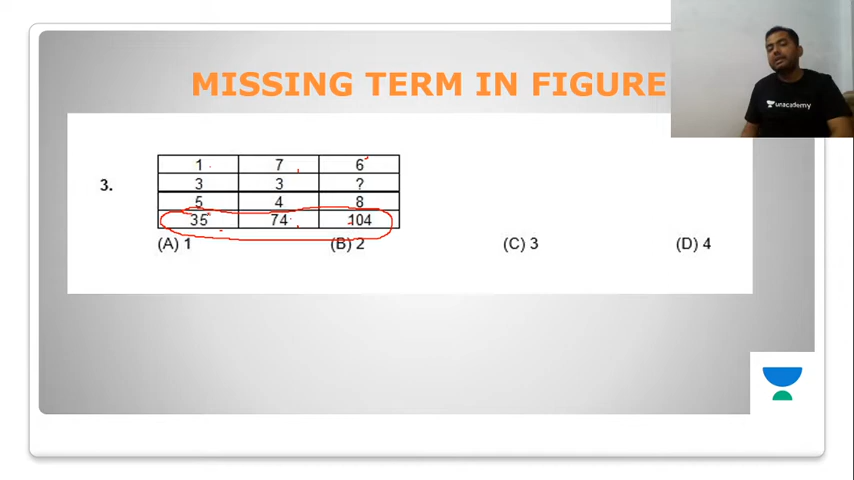 MISSING TERM IN FIGURE
unacademy
3.
1 7 6
3 3 ?
5 4 8
35 74 104
(A) 1 (B) 2 (C) 3 (D) 4